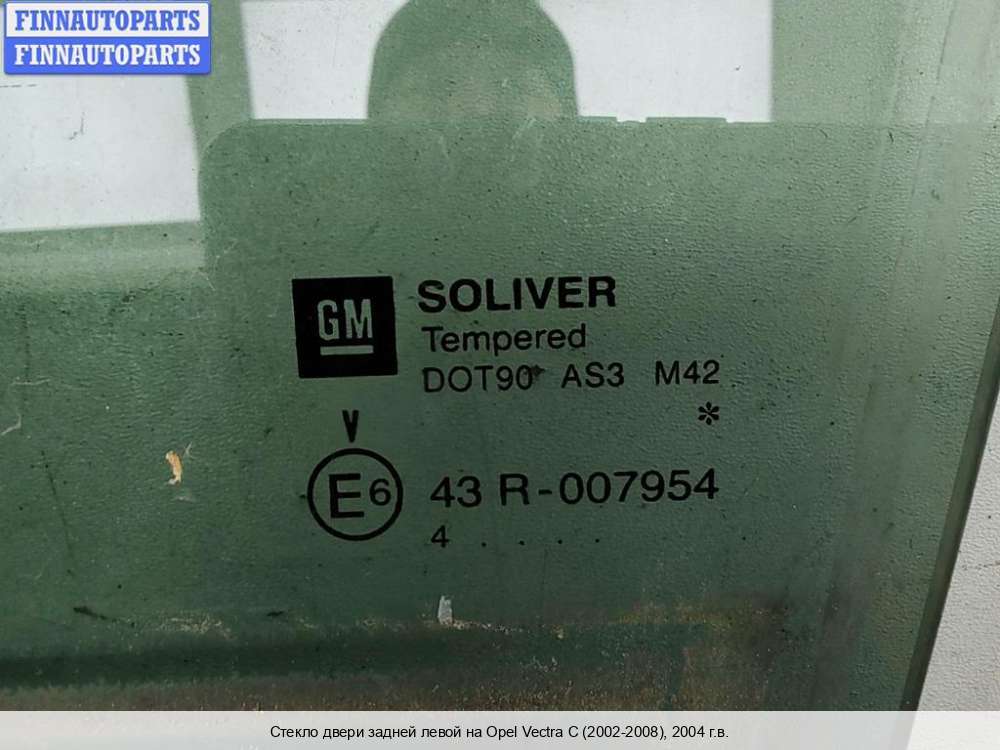 FINNAUTOPARTS
FINNAUTOPARTS
GM
SOLIVER
Tempered
DOT90 AS3 M42
*
V
E6 43 R-007954
4 . . . .
Стекло двери задней левой на Opel Vectra C (2002-2008), 2004 г.в.